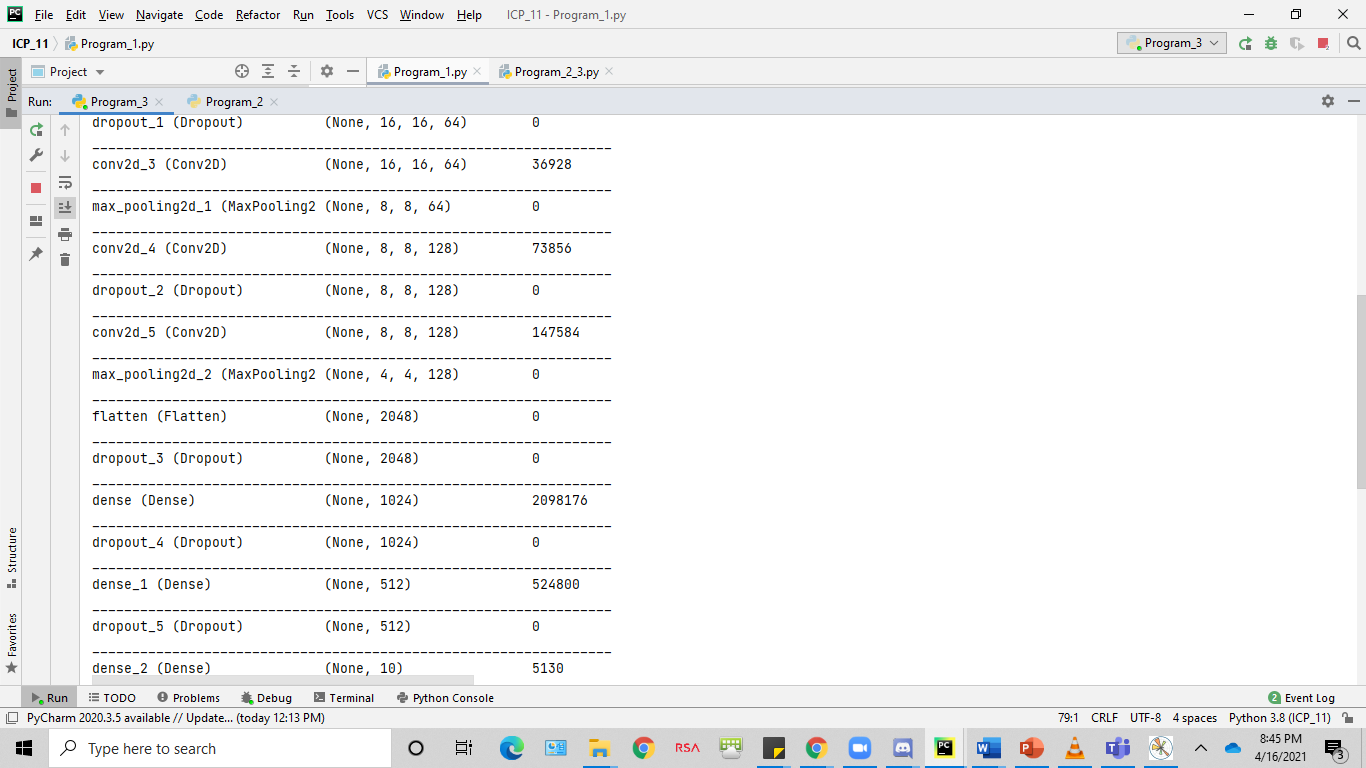 PC File Edit View Navigate Code Refactor Run Tools VCS Window Help ICP_11 - Program_1.py
ICP_11 Program_1.py Program_3
Project Project Program_1.py Program_2_3.py
Run: Program_3 Program_2
dropout_1 (Dropout) (None, 16, 16, 64) 0
_________________________________________________________________
conv2d_3 (Conv2D) (None, 16, 16, 64) 36928
_________________________________________________________________
max_pooling2d_1 (MaxPooling2 (None, 8, 8, 64) 0
_________________________________________________________________
conv2d_4 (Conv2D) (None, 8, 8, 128) 73856
_________________________________________________________________
dropout_2 (Dropout) (None, 8, 8, 128) 0
_________________________________________________________________
conv2d_5 (Conv2D) (None, 8, 8, 128) 147584
_________________________________________________________________
max_pooling2d_2 (MaxPooling2 (None, 4, 4, 128) 0
_________________________________________________________________
flatten (Flatten) (None, 2048) 0
_________________________________________________________________
dropout_3 (Dropout) (None, 2048) 0
_________________________________________________________________
dense (Dense) (None, 1024) 2098176
_________________________________________________________________
dropout_4 (Dropout) (None, 1024) 0
_________________________________________________________________
dense_1 (Dense) (None, 512) 524800
_________________________________________________________________
dropout_5 (Dropout) (None, 512) 0
_________________________________________________________________
dense_2 (Dense) (None, 10) 5130
Structure
Favorites
Run TODO Problems Debug Terminal Python Console 2 Event Log
PyCharm 2020.3.5 available // Update... (today 12:13 PM) 79:1 CRLF UTF-8 4 spaces Python 3.8 (ICP_11)
Type here to search RSA PC 8:45 PM
4/16/2021 3